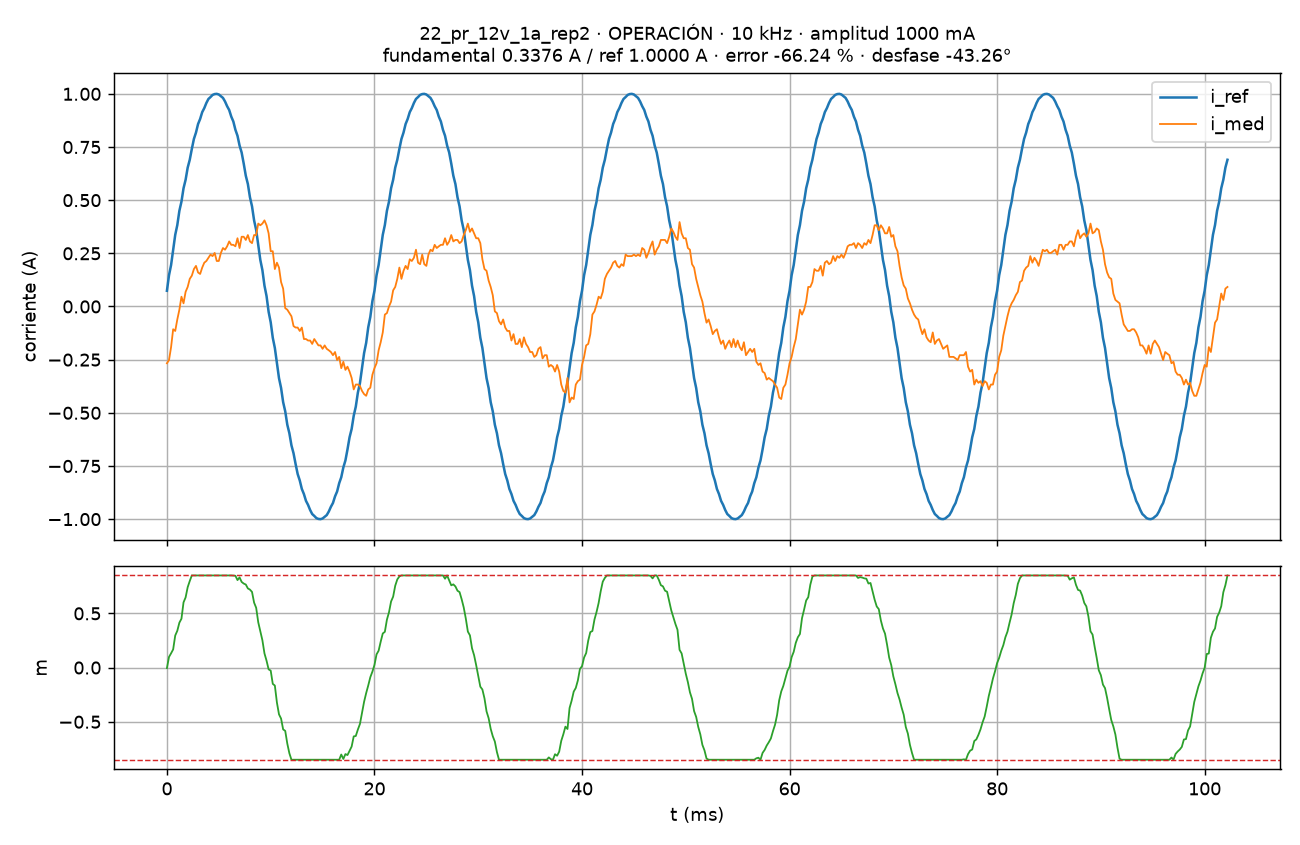 22_pr_12v_1a_rep2 · OPERACIÓN · 10 kHz · amplitud 1000 mA
fundamental 0.3376 A / ref 1.0000 A · error -66.24 % · desfase -43.26°
1.00
0.75
0.50
0.25
0.00
−0.25
−0.50
−0.75
−1.00
corriente (A)
i_ref
i_med
0.5
0.0
−0.5
m
0
20
40
60
80
100
t (ms)